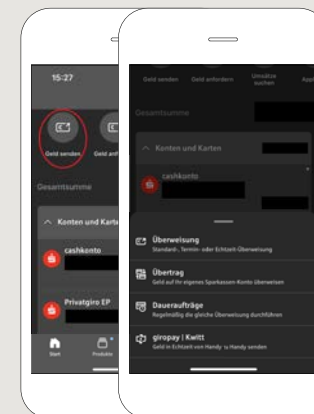 15:27
Geld senden
Geld anf
Gesamtsumme
Konten und Karte
cashkonto
Privatgiro EP
Start
Produkte
Geld senden
Geld anfordern
Umsätze suchen
Appl
Gesamtsumme
Konten und Karten
cashkonto
Überweisung
Standard-, Termin- oder Echtzeit-Überweisung
Übertrag
Geld auf Ihr eigenes Sparkassen-Konto überweisen
Daueraufträge
Regelmäßig die gleiche Überweisung durchführen
giropay | Kwitt
Geld in Echtzeit von Handy zu Handy senden